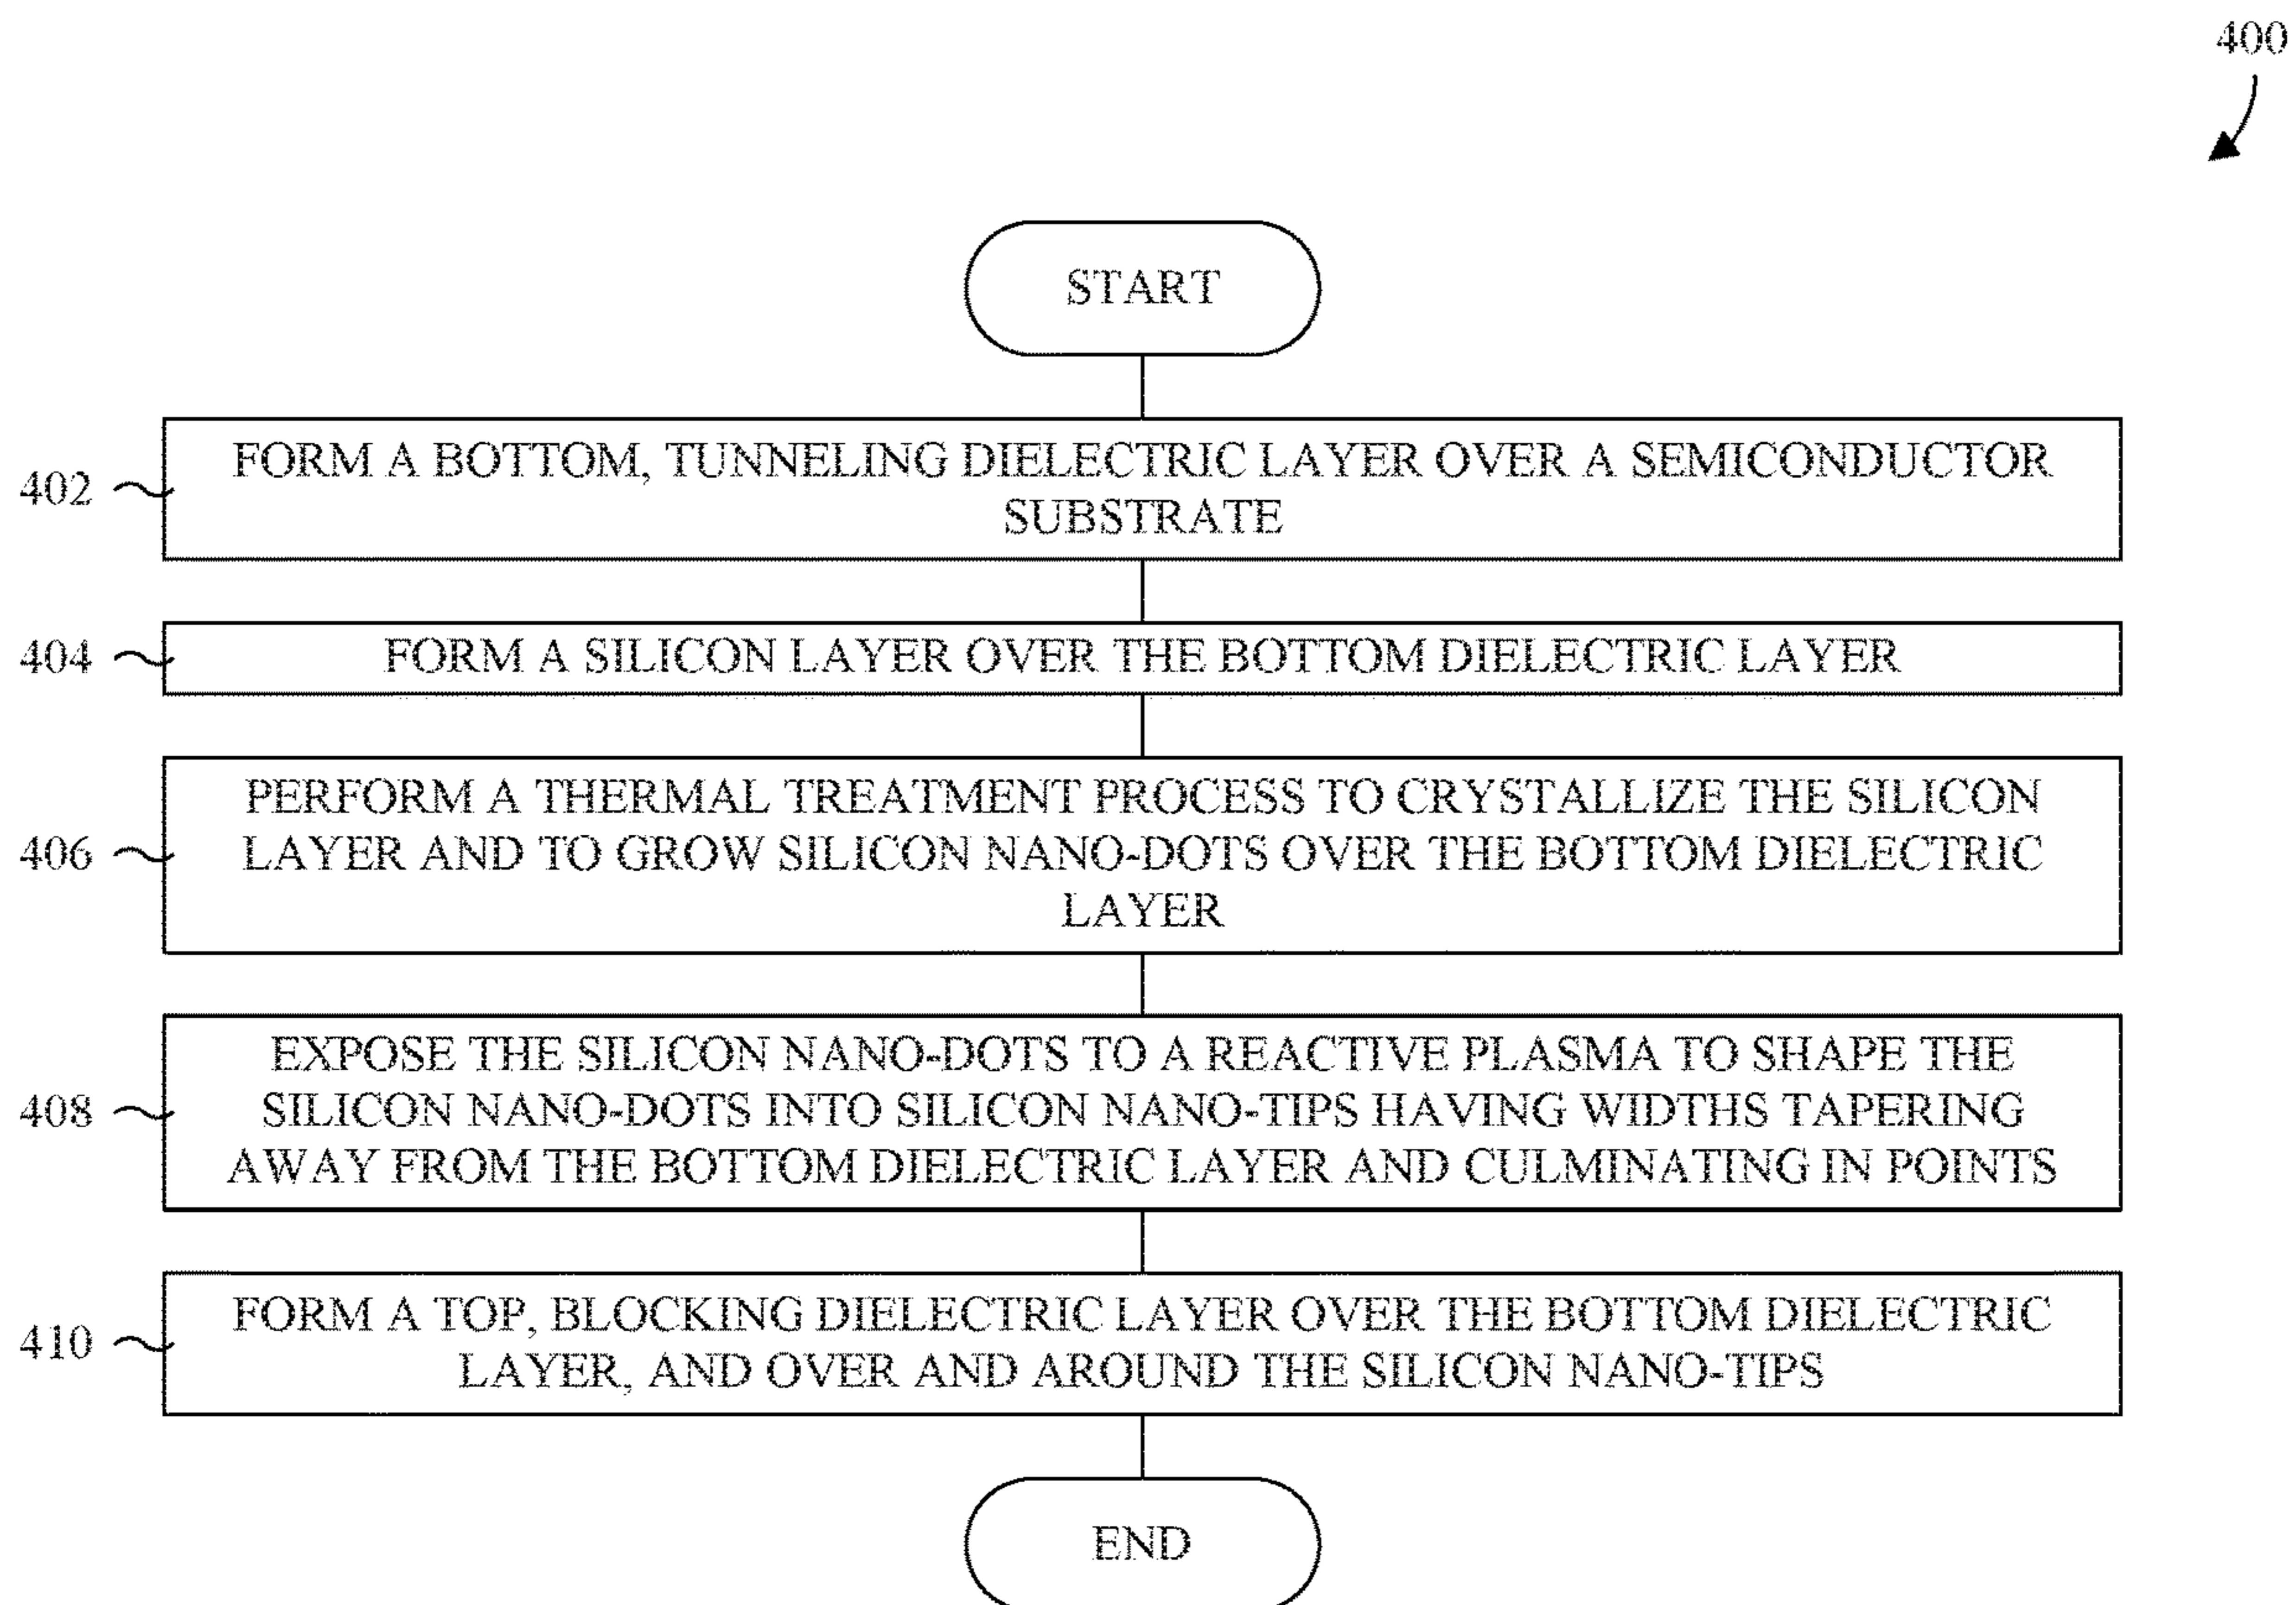 400
START
402
FORM A BOTTOM, TUNNELING DIELECTRIC LAYER OVER A SEMICONDUCTOR
SUBSTRATE
404
FORM A SILICON LAYER OVER THE BOTTOM DIELECTRIC LAYER
406
PERFORM A THERMAL TREATMENT PROCESS TO CRYSTALLIZE THE SILICON
LAYER AND TO GROW SILICON NANO-DOTS OVER THE BOTTOM DIELECTRIC
LAYER
408
EXPOSE THE SILICON NANO-DOTS TO A REACTIVE PLASMA TO SHAPE THE
SILICON NANO-DOTS INTO SILICON NANO-TIPS HAVING WIDTHS TAPERING
AWAY FROM THE BOTTOM DIELECTRIC LAYER AND CULMINATING IN POINTS
410
FORM A TOP, BLOCKING DIELECTRIC LAYER OVER THE BOTTOM DIELECTRIC
LAYER, AND OVER AND AROUND THE SILICON NANO-TIPS
END